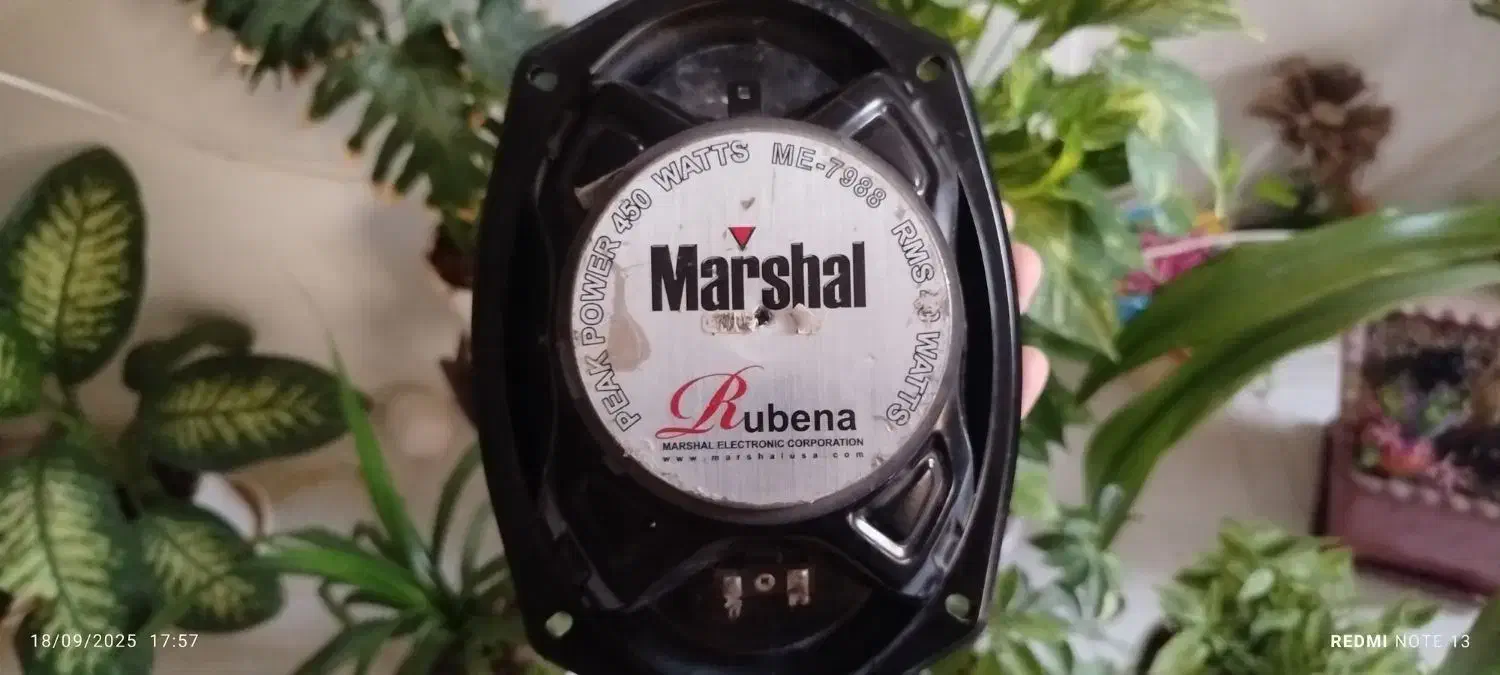 PEAK POWER 450 WATTS ME-7988 RMS WATTS
Marshal
Rubena
MARSHAL ELECTRONIC CORPORATION
www.marshalusa.com
18/09/2025 17:57
REDMI NOTE 13